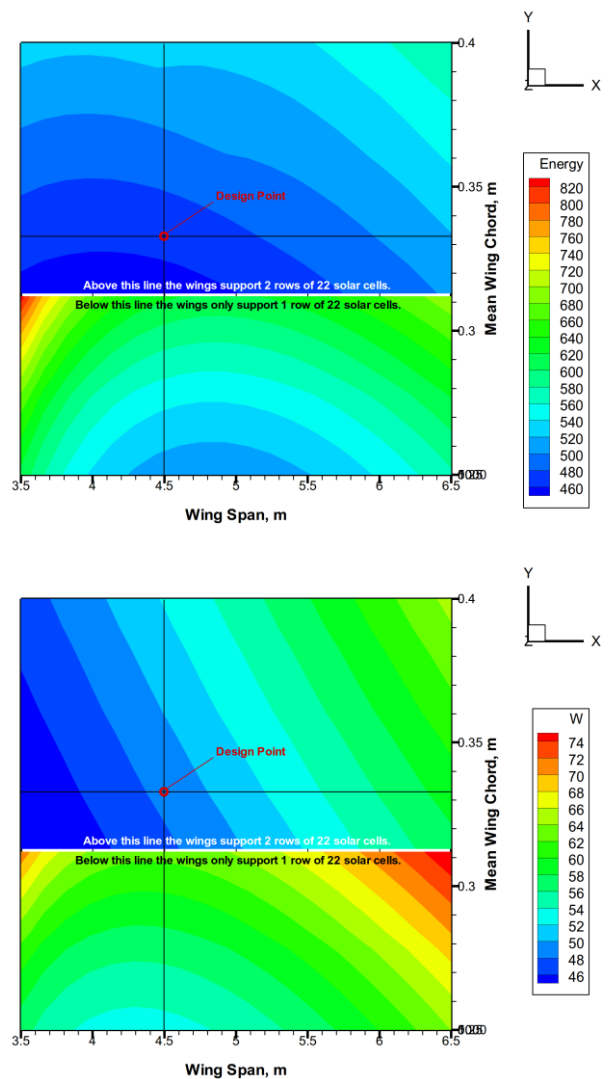 Y
Z X
0.4
Energy
820
800
780
760
740
720
700
680
660
640
620
600
580
560
540
520
500
480
460
Design Point
0.35
Mean Wing Chord, m
Above this line the wings support 2 rows of 22 solar cells.
Below this line the wings only support 1 row of 22 solar cells.
0.3
3.5 4 4.5 5 5.5 6 6.5
Wing Span, m
Y
Z X
0.4
W
74
72
70
68
66
64
62
60
58
56
54
52
50
48
46
Design Point
0.35
Mean Wing Chord, m
Above this line the wings support 2 rows of 22 solar cells.
Below this line the wings only support 1 row of 22 solar cells.
0.3
3.5 4 4.5 5 5.5 6 6.5
Wing Span, m